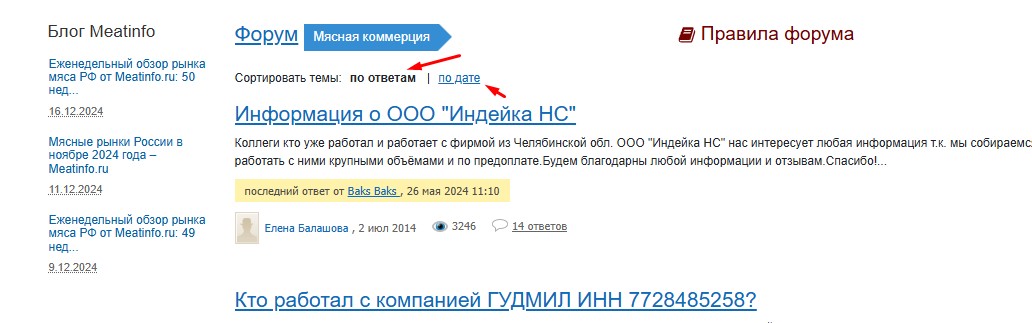 Блог Meatinfo
Еженедельный обзор рынка
мяса РФ от Meatinfo.ru: 50
нед...
16.12.2024
Мясные рынки России в
ноябре 2024 года –
Meatinfo.ru
11.12.2024
Еженедельный обзор рынка
мяса РФ от Meatinfo.ru: 49
нед...
9.12.2024
Форум Мясная коммерция
Правила форума
Сортировать темы: по ответам | по дате
Информация о ООО "Индейка НС"
Коллеги кто уже работал и работает с фирмой из Челябинской обл. ООО "Индейка НС" нас интересует любая информация т.к. мы собираемся
работать с ними крупными объёмами и по предоплате.Будем благодарны любой информации и отзывам.Спасибо!...
последний ответ от Baks Baks , 26 мая 2024 11:10
Елена Балашова , 2 июл 2014 3246 14 ответов
Кто работал с компанией ГУДМИЛ ИНН 7728485258?